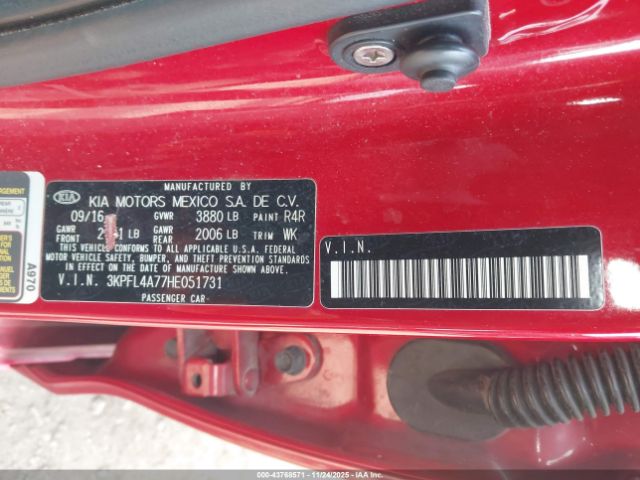 MANUFACTURED BY
KIA KIA MOTORS MEXICO S.A. DE C.V.
09/16 GVWR 3880 LB PAINT R4R
GAWR FRONT LB GAWR REAR 2006 LB TRIM WK
THIS VEHICLE CONFORMS TO ALL APPLICABLE U.S.A. FEDERAL
MOTOR VEHICLE SAFETY, BUMPER, AND THEFT PREVENTION STANDARDS
IN EFFECT ON THE DATE OF MANUFACTURE SHOWN ABOVE.
V.I.N. 3KPFL4A77HE051731
PASSENGER CAR
V.I.N.
A970
00-43768571 - 11/24/2025 - IAA Inc.